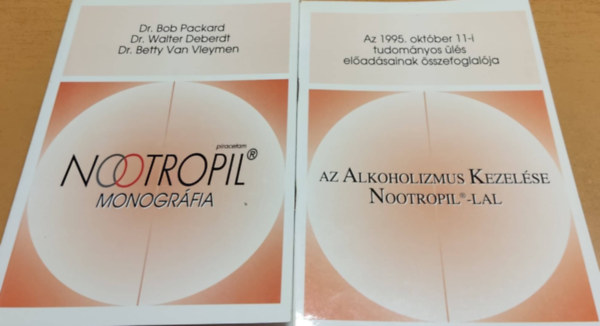 Dr. Bob Packard
Dr. Walter Deberdt
Dr. Betty Van Vleymen
piracetam
NOOTROPIL®
MONOGRÁFIA
Az 1995. október 11-i
tudományos ülés
előadásainak összefoglalója
AZ ALKOHOLIZMUS KEZELÉSE
NOOTROPIL®-LAL